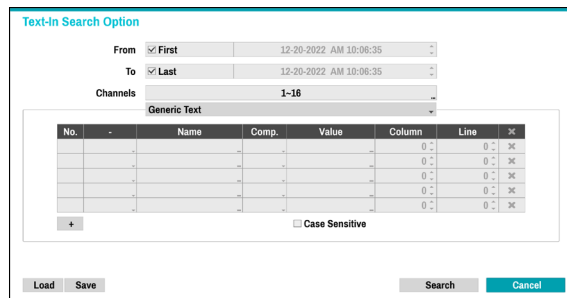 Text-In Search Option
From First 12-20-2022 AM 10:06:35
To Last 12-20-2022 AM 10:06:35
Channels 1~16 ...
Generic Text
No. - Name Comp. Value Column Line ×
... ... 0 0 ×
... ... 0 0 ×
... ... 0 0 ×
... ... 0 0 ×
... ... 0 0 ×
+ Case Sensitive
Load Save Search Cancel